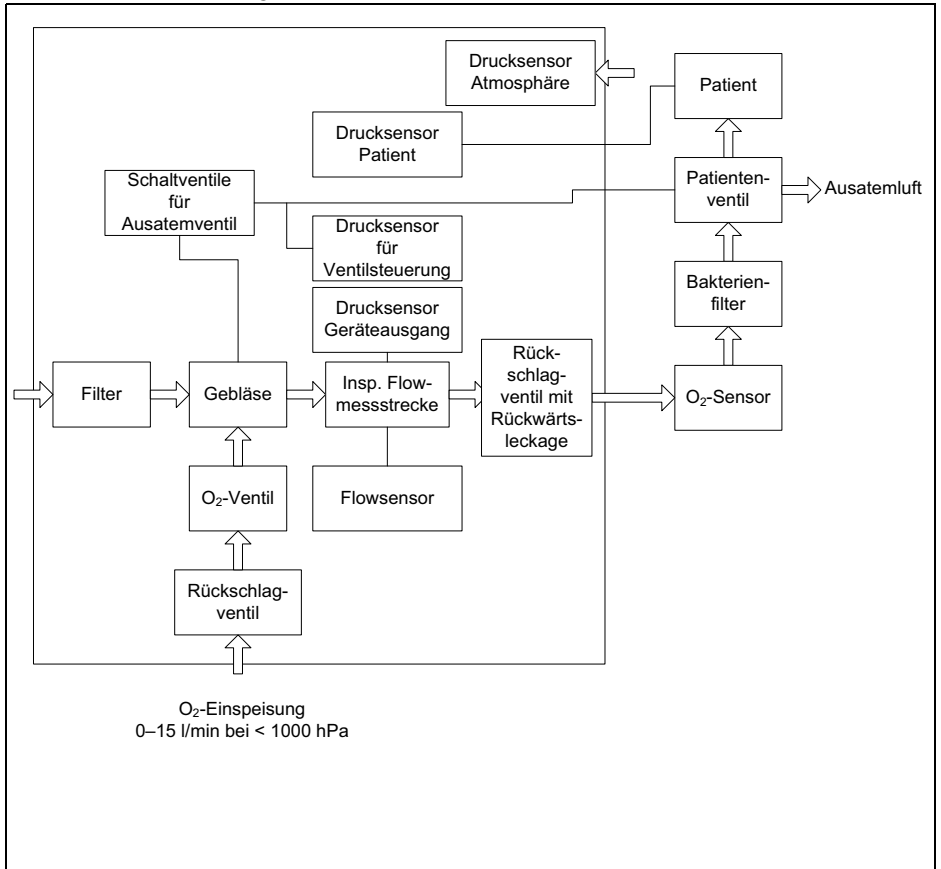 Drucksensor
Atmosphäre
Patient
Drucksensor
Patient
Schaltventile
für
Ausatemventil
Patienten-
ventil
Ausatemluft
Drucksensor
für
Ventilsteuerung
Bakterien-
filter
Drucksensor
Geräteausgang
Filter
Gebläse
Insp. Flow-
messstrecke
Rück-
schlag-
ventil mit
Rückwärts-
leckage
O₂-Sensor
O₂-Ventil
Flowsensor
Rückschlag-
ventil
O₂-Einspeisung
0–15 l/min bei < 1000 hPa